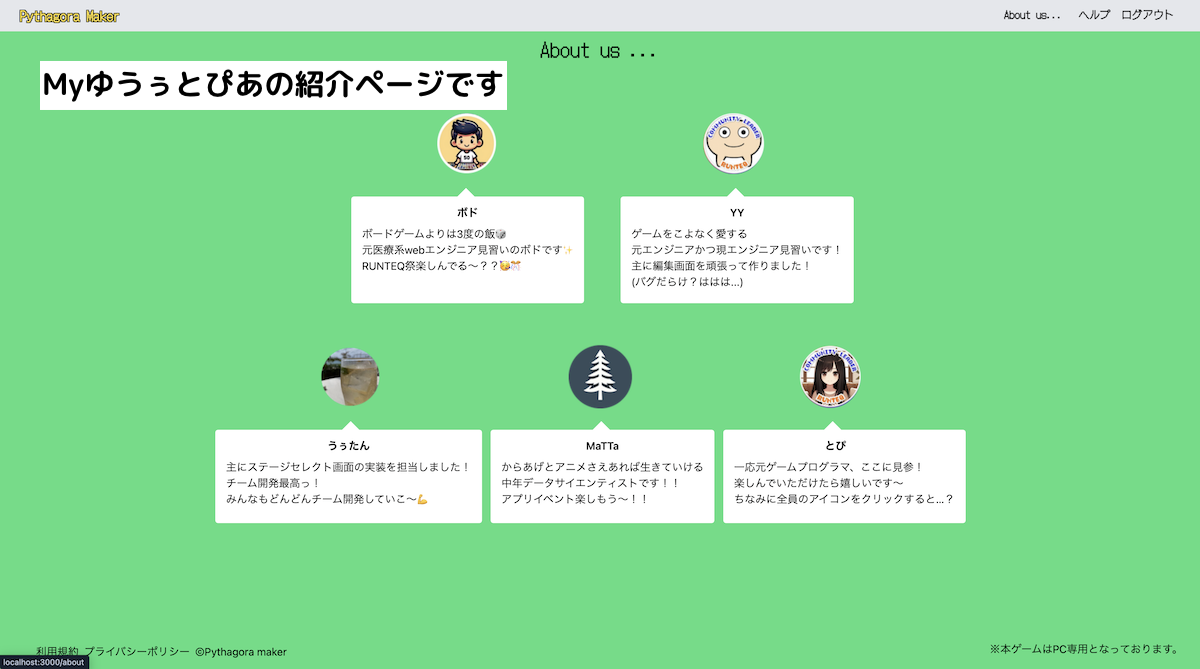 Pythagora Maker
About us... ヘルプ ログアウト
About us ...
Myゆうぅとぴあの紹介ページです
COMMUNITY LEADER
RUNTEQ
ボド
ボードゲームよりは3度の飯🎲
元医療系webエンジニア見習いのボドです✨
RUNTEQ祭楽しんでる〜？？🥳🎊
YY
ゲームをこよなく愛する
元エンジニアかつ現エンジニア見習いです！
主に編集画面を頑張って作りました！
(バグだらけ？ははは...)
COMMUNITY LEADER
RUNTEQ
うぅたん
主にステージセレクト画面の実装を担当しました！
チーム開発最高っ！
みんなもどんどんチーム開発していこ〜💪
MaTTa
からあげとアニメさえあれば生きていける
中年データサイエンティストです！！
アプリイベント楽しもう〜！！
とぴ
一応元ゲームプログラマ、ここに見参！
楽しんでいただけたら嬉しいです〜
ちなみに全員のアイコンをクリックすると...？
利用規約 プライバシーポリシー ©Pythagora maker
※本ゲームはPC専用となっております。
localhost:3000/about